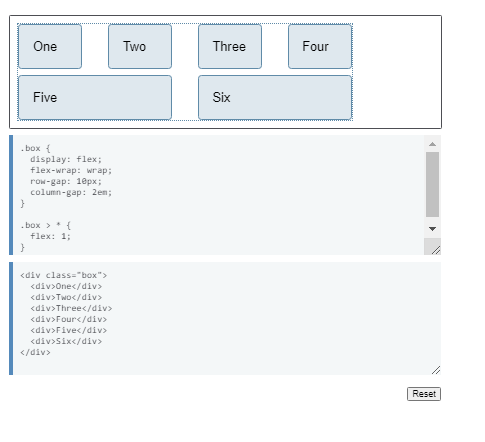 One Two Three Four
Five Six
.box {
  display: flex;
  flex-wrap: wrap;
  row-gap: 10px;
  column-gap: 2em;
}

.box > * {
  flex: 1;
}
<div class="box">
  <div>One</div>
  <div>Two</div>
  <div>Three</div>
  <div>Four</div>
  <div>Five</div>
  <div>Six</div>
</div>
Reset